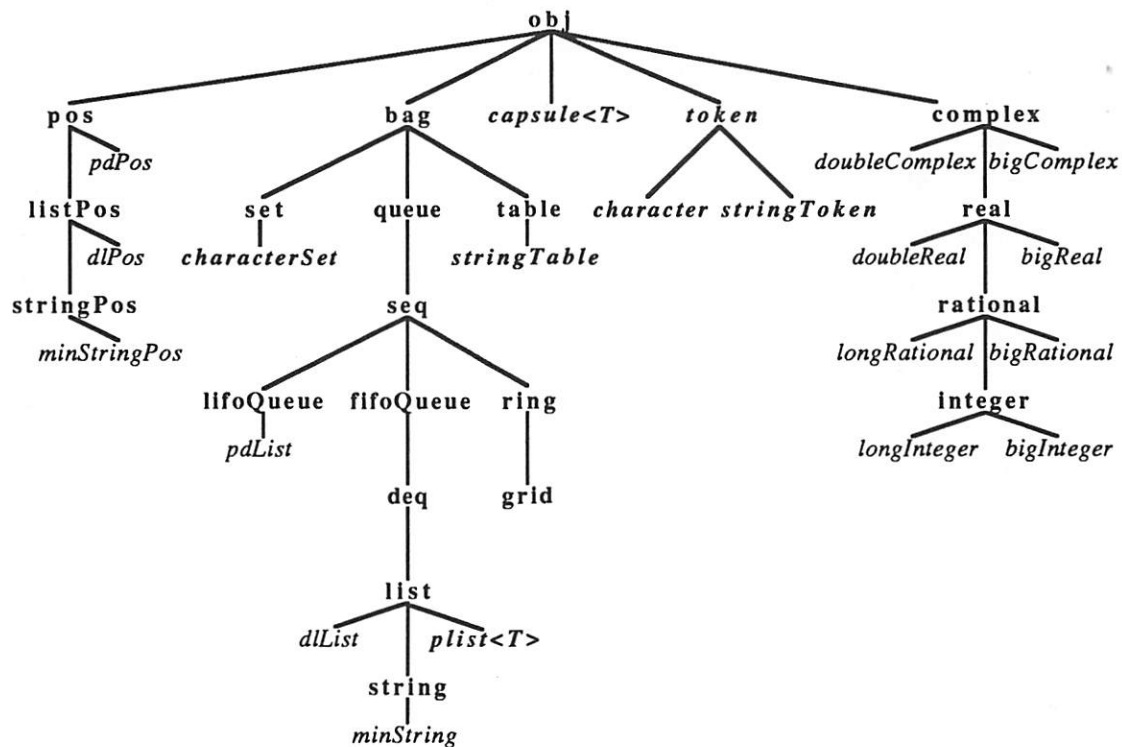 obj
pos bag capsule<T> token complex
pdPos doubleComplex bigComplex
listPos set queue table character stringToken real
dlPos characterSet stringTable doubleReal bigReal
stringPos seq rational
minStringPos longRational bigRational
lifoQueue fifoQueue ring integer
pdList longInteger bigInteger
deq grid
list
dlList plist<T>
string
minString